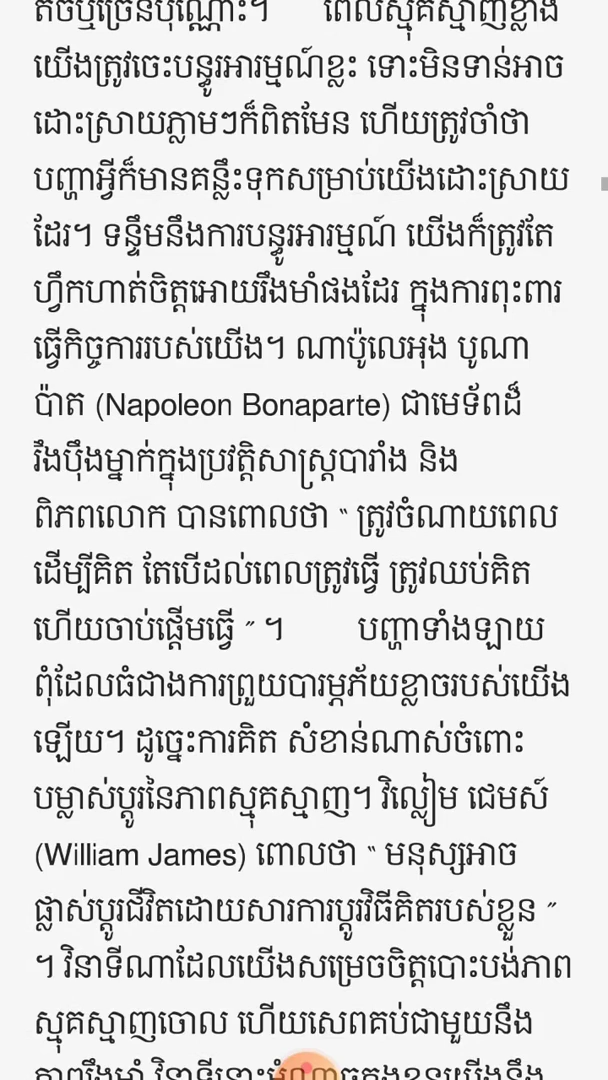 តិចឬច្រើនប៉ុណ្ណោះ។ ពេលស្មុគស្មាញខ្លាំង
យើងត្រូវចេះបន្ធូរអារម្មណ៍ខ្លះ ទោះមិនទាន់អាច
ដោះស្រាយភ្លាមៗក៏ពិតមែន ហើយត្រូវចាំថា
បញ្ហាអ្វីក៏មានគន្លឹះទុកសម្រាប់យើងដោះស្រាយ
ដែរ។ ទន្ទឹមនឹងការបន្ធូរអារម្មណ៍ យើងក៏ត្រូវតែ
ហ្វឹកហាត់ចិត្តអោយរឹងមាំផងដែរ ក្នុងការពុះពារ
ធ្វើកិច្ចការរបស់យើង។ ណាប៉ូលេអុង បូណា
ប៉ាត (Napoleon Bonaparte) ជាមេទ័ពដ៏
រឹងប៉ឹងម្នាក់ក្នុងប្រវត្តិសាស្ត្របារាំង និង
ពិភពលោក បានពោលថា “ ត្រូវចំណាយពេល
ដើម្បីគិត តែបើដល់ពេលត្រូវធ្វើ ត្រូវឈប់គិត
ហើយចាប់ផ្តើមធ្វើ ” ។ បញ្ហាទាំងឡាយ
ពុំដែលធំជាងការព្រួយបារម្ភភ័យខ្លាចរបស់យើង
ឡើយ។ ដូច្នេះការគិត សំខាន់ណាស់ចំពោះ
បម្លាស់ប្តូរនៃភាពស្មុគស្មាញ។ វិល្លៀម ជេមស៍
(William James) ពោលថា “ មនុស្សអាច
ផ្លាស់ប្តូរជីវិតដោយសារការប្តូរវិធីគិតរបស់ខ្លួន ”
។ វិនាទីណាដែលយើងសម្រេចចិត្តបោះបង់ភាព
ស្មុគស្មាញចោល ហើយសេពគប់ជាមួយនឹង
ភាពរឹងមាំ វិនាទីនោះ